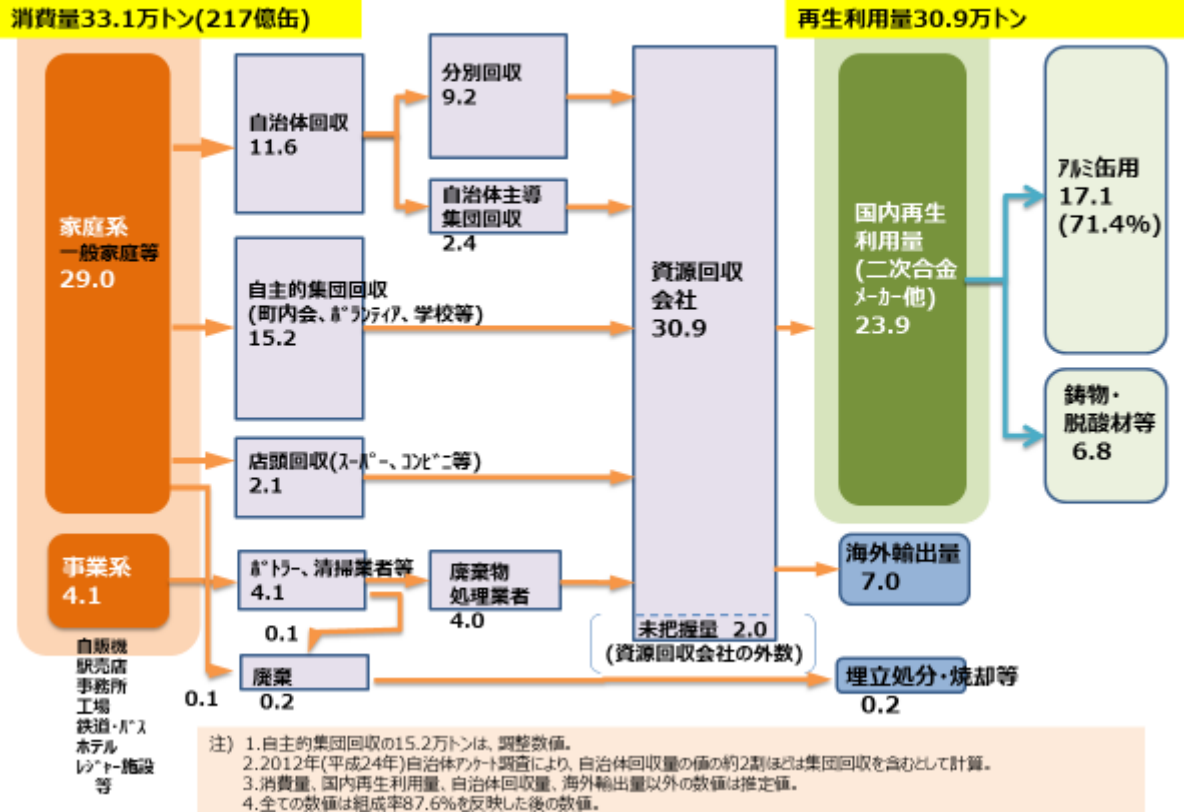 消費量33.1万トン(217億缶)
再生利用量30.9万トン
家庭系
一般家庭等
29.0
事業系
4.1
自販機
駅売店
事務所
工場
鉄道・バス
ホテル
レジャー施設
等
自治体回収
11.6
分別回収
9.2
自治体主導
集団回収
2.4
自主的集団回収
(町内会、ボランティア、学校等)
15.2
店頭回収(スーパー、コンビニ等)
2.1
ボトラー、清掃業者等
4.1
廃棄物
処理業者
4.0
0.1
0.1
廃棄
0.2
資源回収
会社
30.9
未把握量 2.0
(資源回収会社の外数)
国内再生
利用量
(二次合金
メーカー他)
23.9
アルミ缶用
17.1
(71.4%)
鋳物・
脱酸材等
6.8
海外輸出量
7.0
埋立処分・焼却等
0.2
注) 1.自主的集団回収の15.2万トンは、調整数値。
2.2012年(平成24年)自治体アンケート調査により、自治体回収量の値の約2割ほどは集団回収を含むとして計算。
3.消費量、国内再生利用量、自治体回収量、海外輸出量以外の数値は推定値。
4.全ての数値は組成率87.6%を反映した後の数値。